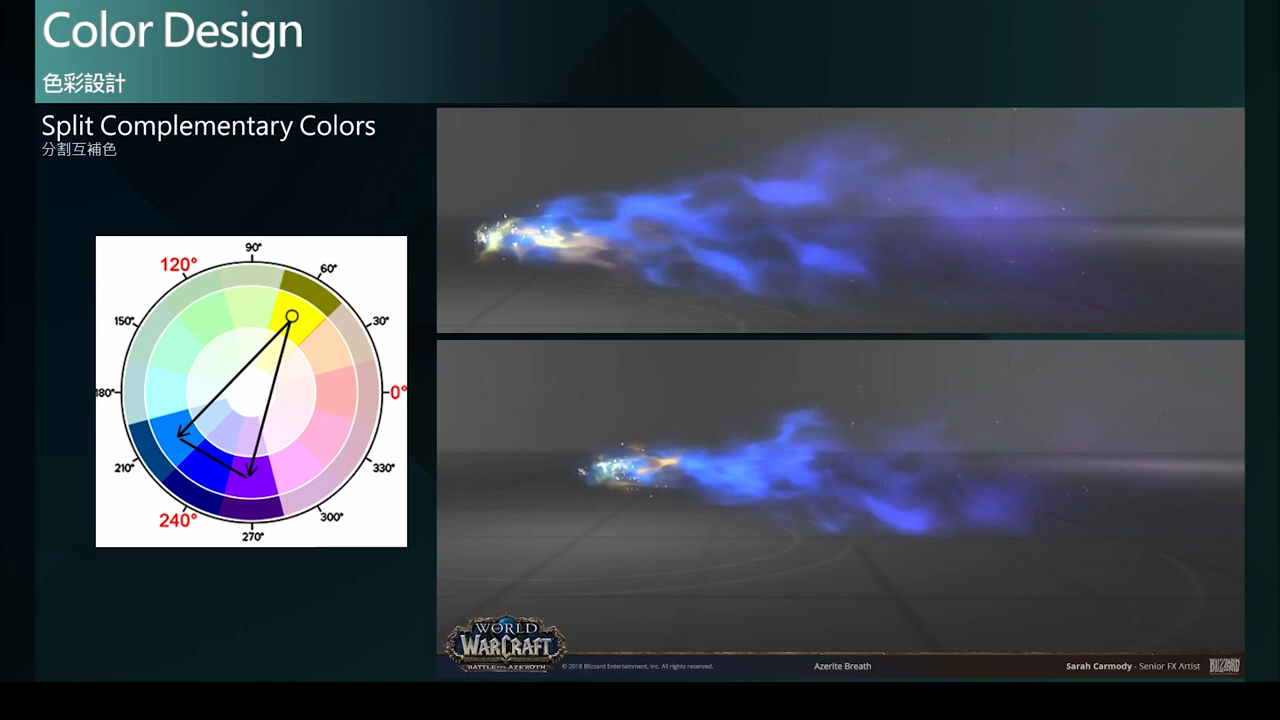 Color Design
色彩設計
Split Complementary Colors
分割互補色
90°
120°
60°
150°
30°
180°
0°
210°
330°
240°
300°
270°
WORLD
WARCRAFT
BATTLE FOR AZEROTH
© 2018 Blizzard Entertainment, Inc. All rights reserved.
Azerite Breath
Sarah Carmody - Senior FX Artist
BLIZZARD
ENTERTAINMENT